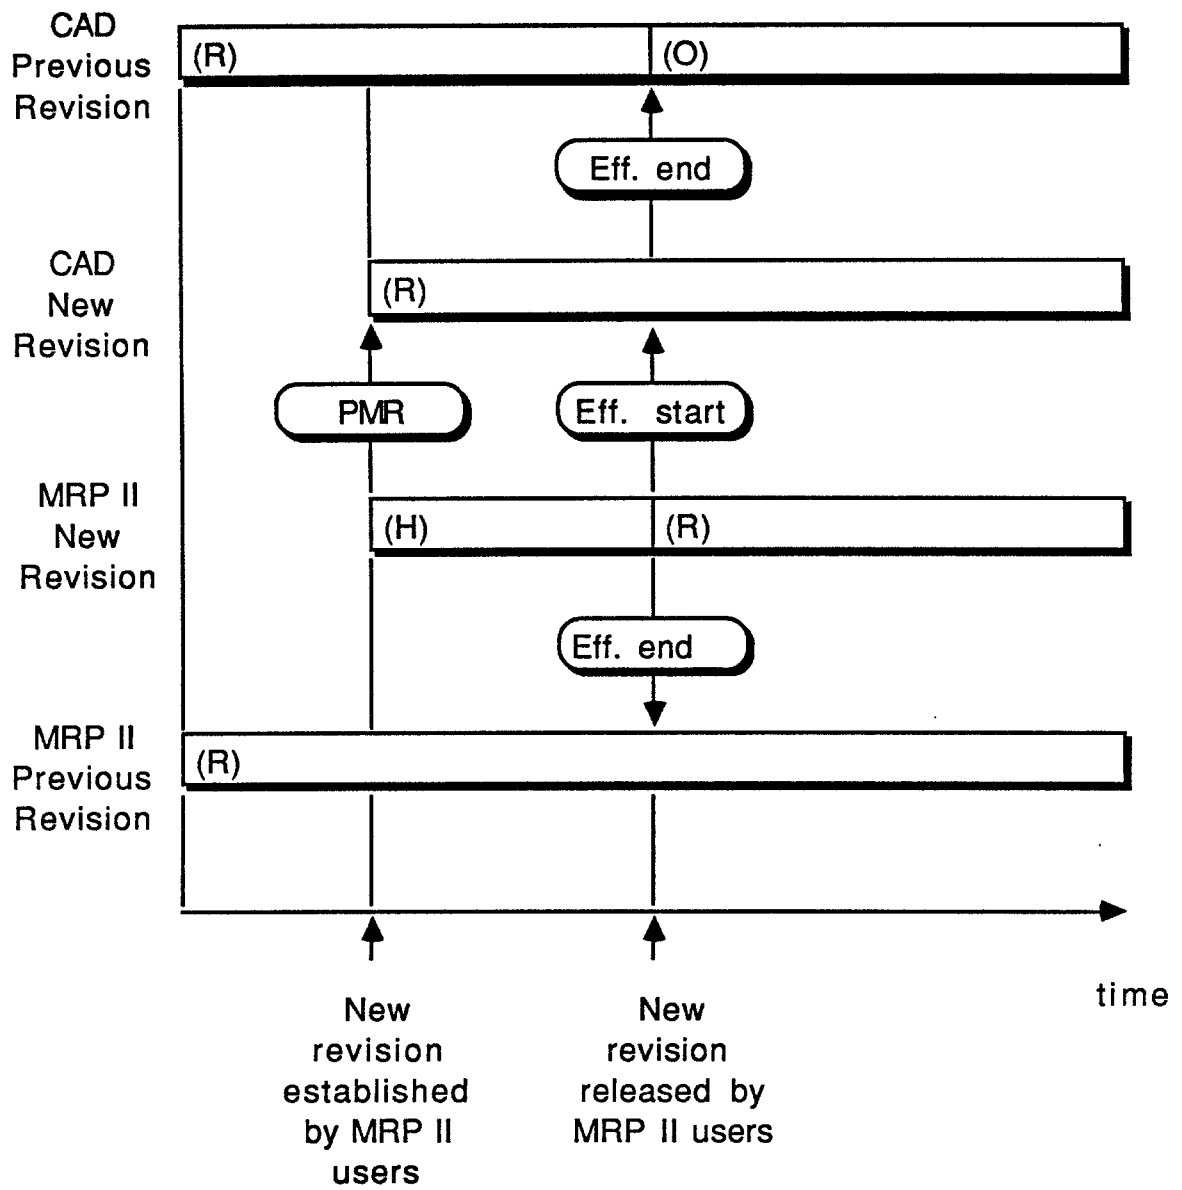 CAD
Previous
Revision
(R)
(O)
Eff. end
CAD
New
Revision
(R)
PMR
Eff. start
MRP II
New
Revision
(H)
(R)
Eff. end
MRP II
Previous
Revision
(R)
time
New
revision
established
by MRP II
users
New
revision
released by
MRP II users